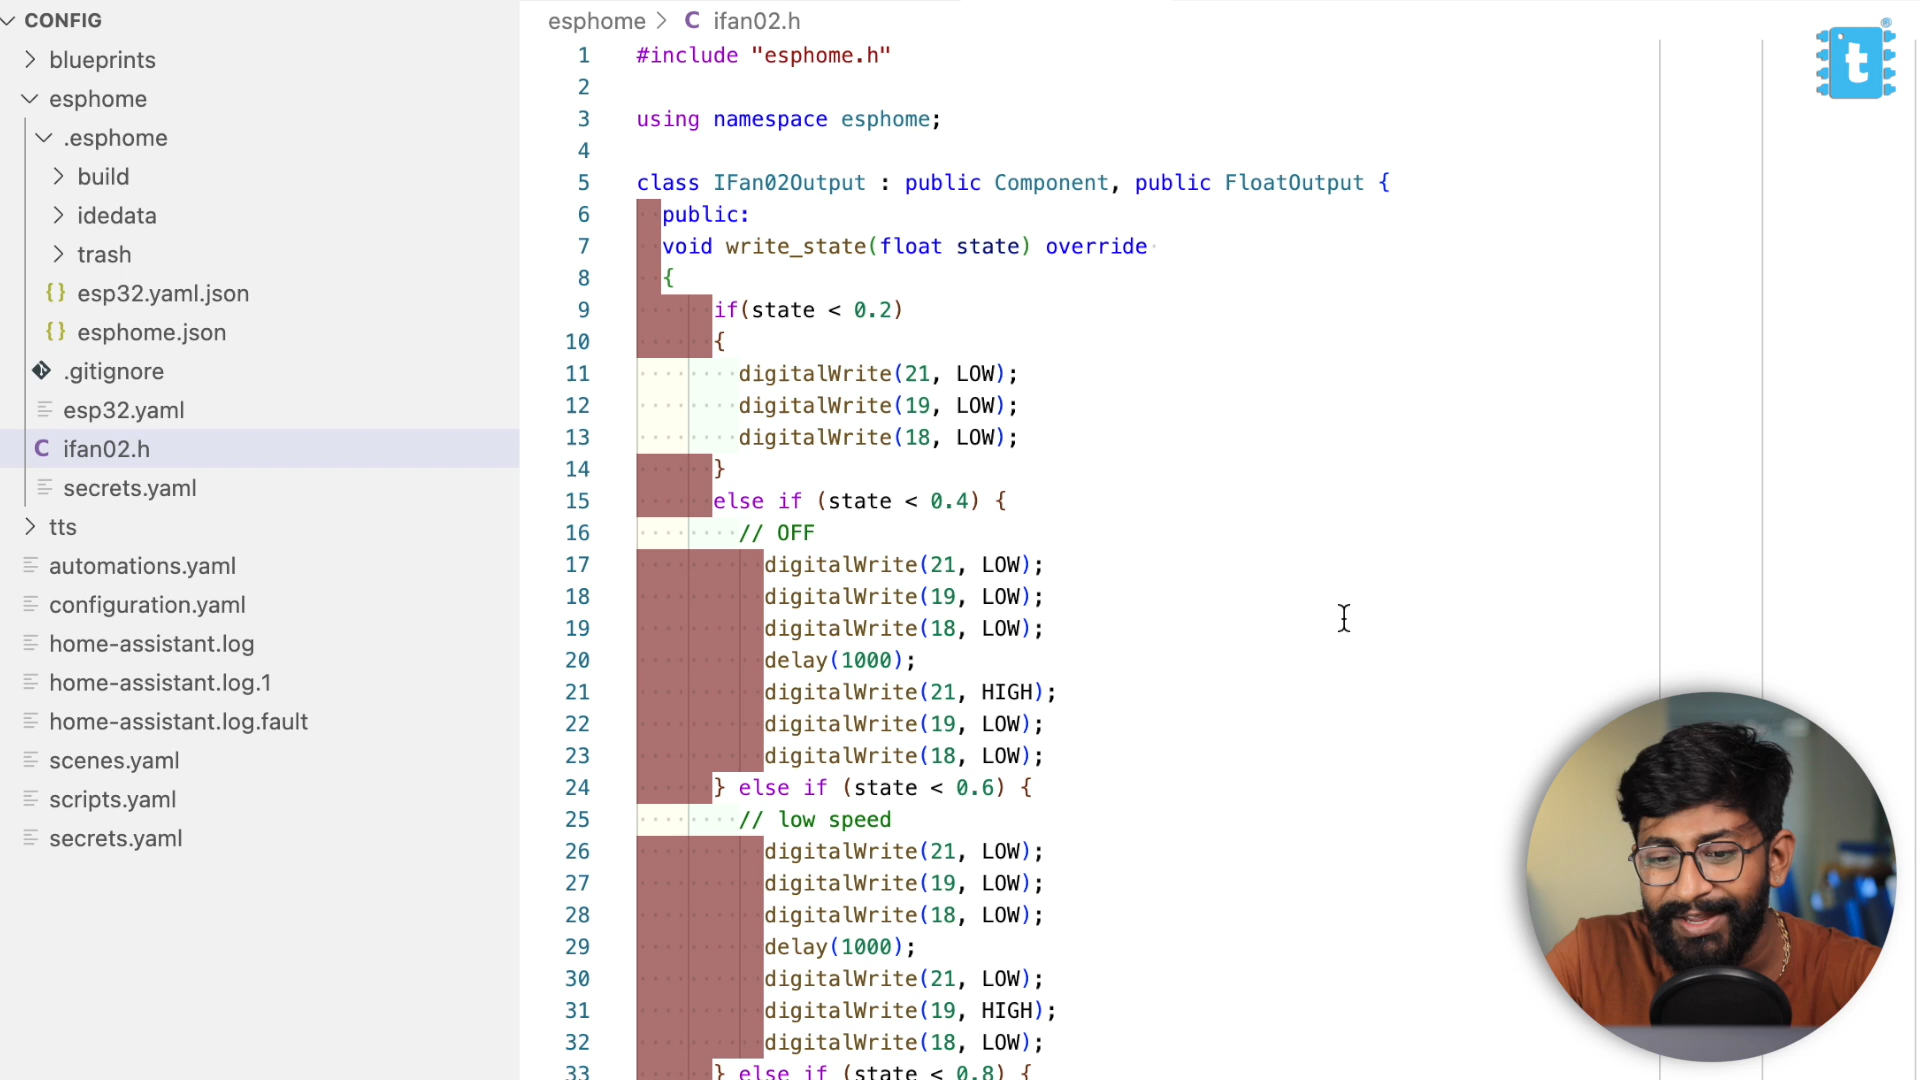 CONFIG
blueprints
esphome
.esphome
build
idedata
trash
{} esp32.yaml.json
{} esphome.json
.gitignore
esp32.yaml
C ifan02.h
secrets.yaml
tts
automations.yaml
configuration.yaml
home-assistant.log
home-assistant.log.1
home-assistant.log.fault
scenes.yaml
scripts.yaml
secrets.yaml
esphome > C ifan02.h
1 #include "esphome.h"
2
3 using namespace esphome;
4
5 class IFan02Output : public Component, public FloatOutput {
6 public:
7 void write_state(float state) override
8 {
9 if(state < 0.2)
10 {
11 digitalWrite(21, LOW);
12 digitalWrite(19, LOW);
13 digitalWrite(18, LOW);
14 }
15 else if (state < 0.4) {
16 // OFF
17 digitalWrite(21, LOW);
18 digitalWrite(19, LOW);
19 digitalWrite(18, LOW);
20 delay(1000);
21 digitalWrite(21, HIGH);
22 digitalWrite(19, LOW);
23 digitalWrite(18, LOW);
24 } else if (state < 0.6) {
25 // low speed
26 digitalWrite(21, LOW);
27 digitalWrite(19, LOW);
28 digitalWrite(18, LOW);
29 delay(1000);
30 digitalWrite(21, LOW);
31 digitalWrite(19, HIGH);
32 digitalWrite(18, LOW);
33 } else if (state < 0.8) {
t